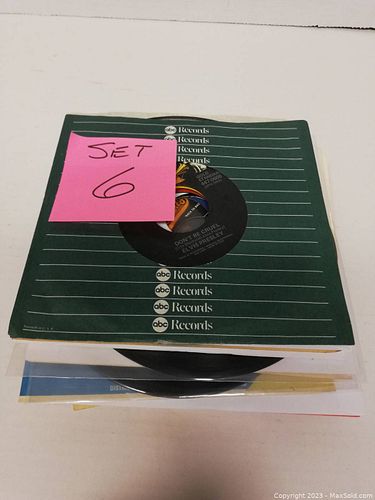 abc Records
abc Records
abc Records
abc Records
SET
6
DON'T BE CRUEL
ELVIS PRESLEY
abc Records
abc Records
abc Records
abc Records
Copyright 2023 - MaxSold.com